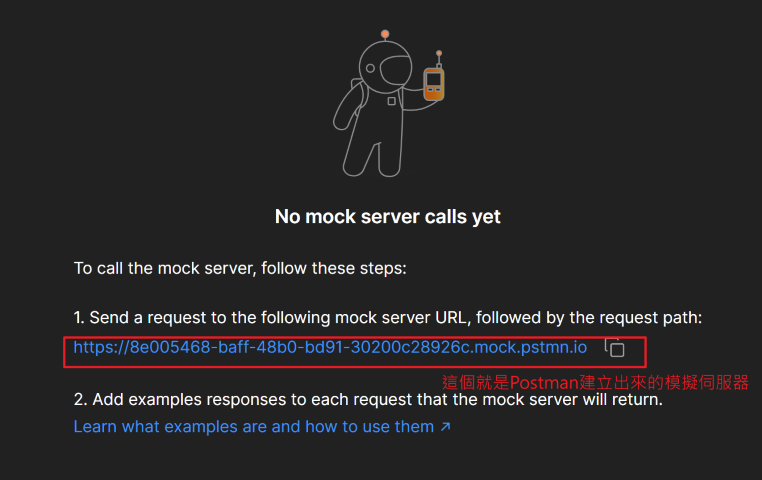 No mock server calls yet
To call the mock server, follow these steps:
1. Send a request to the following mock server URL, followed by the request path:
https://8e005468-baff-48b0-bd91-30200c28926c.mock.pstmn.io
這個就是Postman建立出來的模擬伺服器
2. Add examples responses to each request that the mock server will return.
Learn what examples are and how to use them ↗